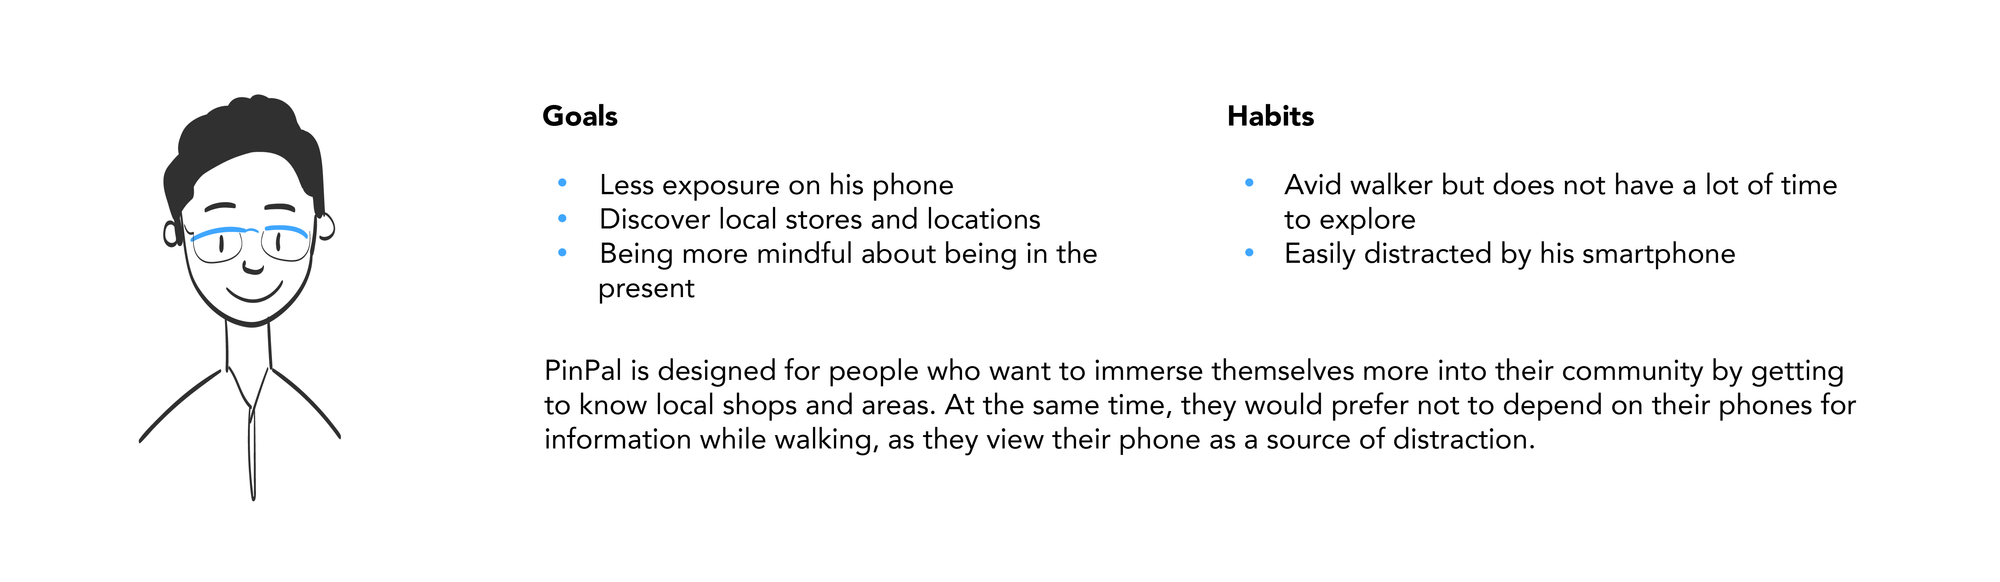 Goals
• Less exposure on his phone
• Discover local stores and locations
• Being more mindful about being in the
present
Habits
• Avid walker but does not have a lot of time
to explore
• Easily distracted by his smartphone
PinPal is designed for people who want to immerse themselves more into their community by getting
to know local shops and areas. At the same time, they would prefer not to depend on their phones for
information while walking, as they view their phone as a source of distraction.